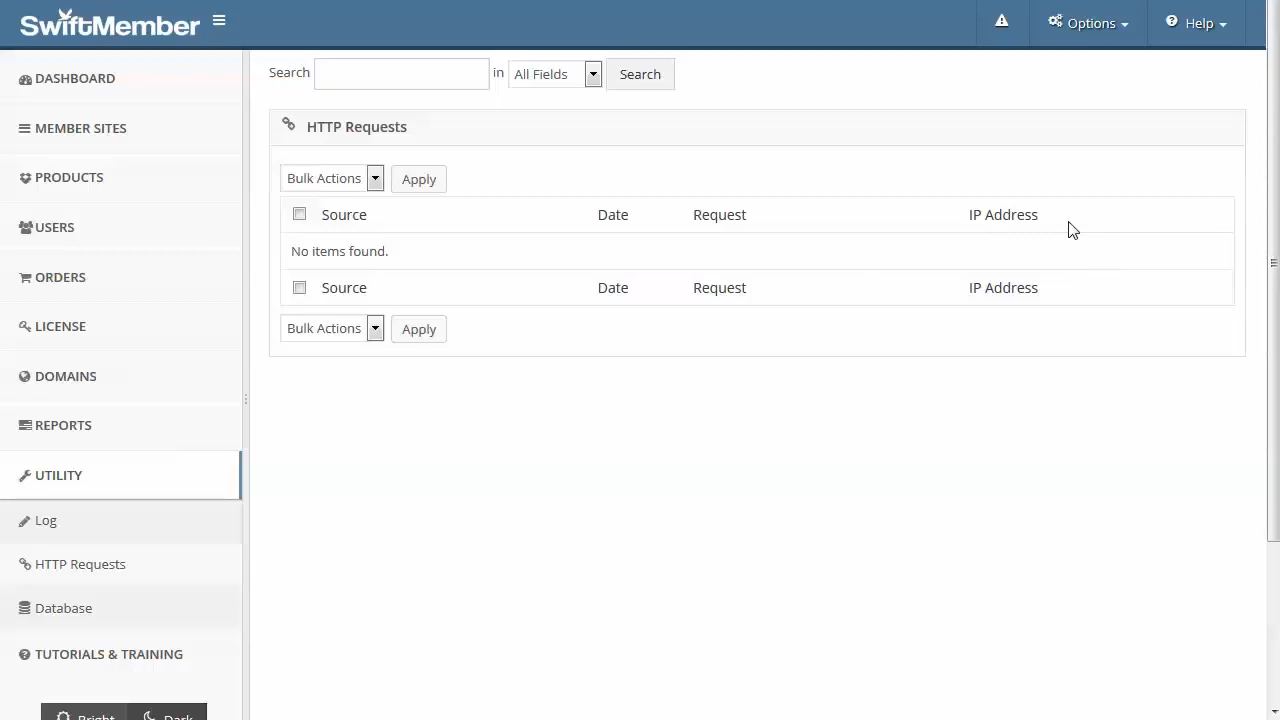 SwiftMember
Options
Help
DASHBOARD
MEMBER SITES
PRODUCTS
USERS
ORDERS
LICENSE
DOMAINS
REPORTS
UTILITY
Log
HTTP Requests
Database
TUTORIALS & TRAINING
Bright Dark
Search in All Fields Search
HTTP Requests
Bulk Actions Apply
Source Date Request IP Address
No items found.
Source Date Request IP Address
Bulk Actions Apply